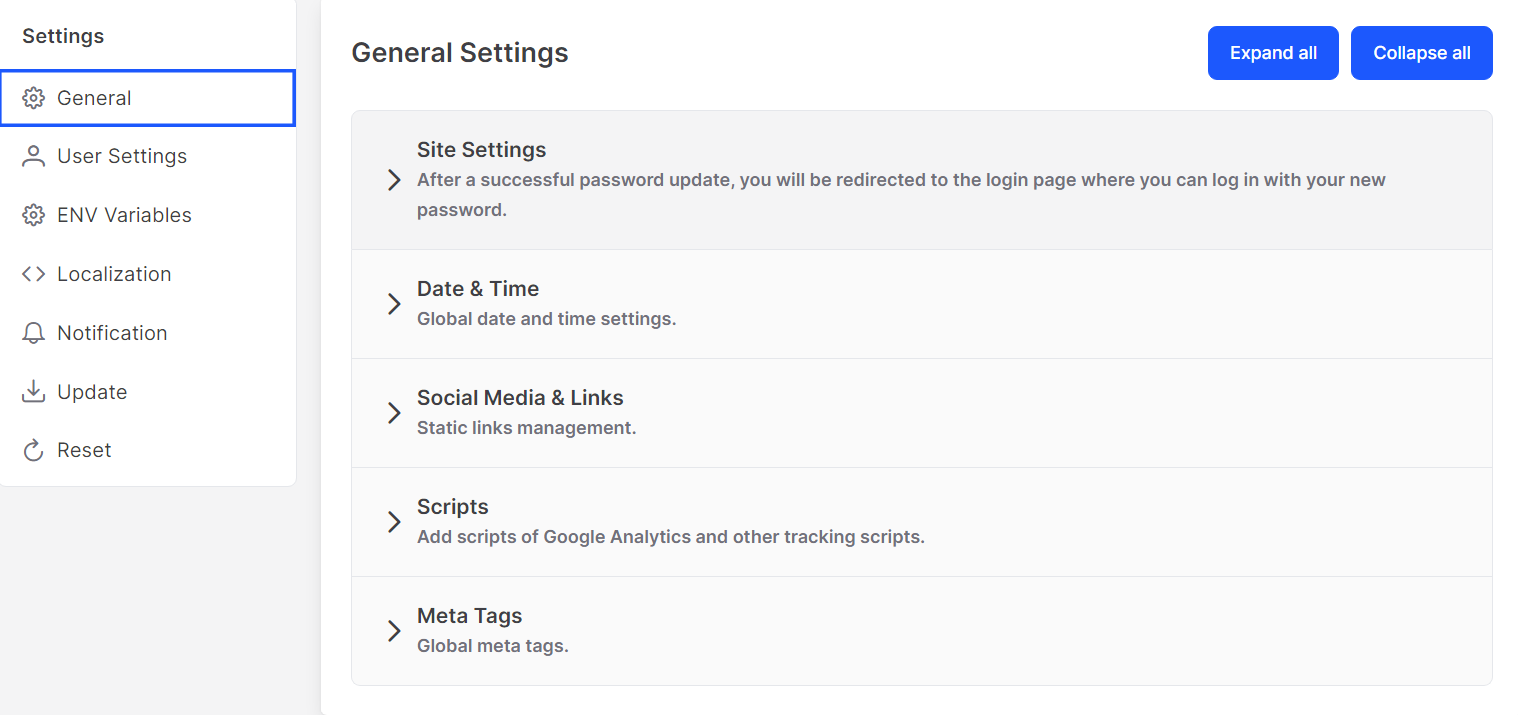 Settings
General
User Settings
ENV Variables
Localization
Notification
Update
Reset
General Settings
Expand all
Collapse all
Site Settings
After a successful password update, you will be redirected to the login page where you can log in with your new
password.
Date & Time
Global date and time settings.
Social Media & Links
Static links management.
Scripts
Add scripts of Google Analytics and other tracking scripts.
Meta Tags
Global meta tags.